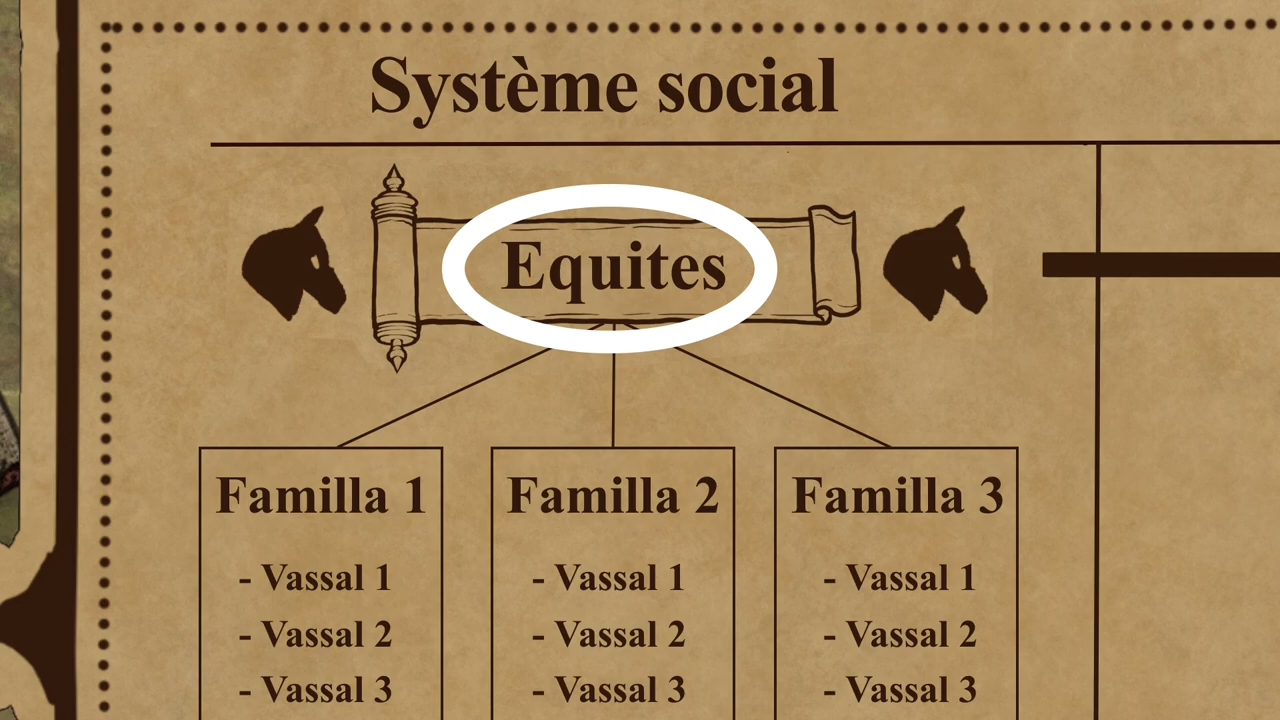 Système social
Equites
Familla 1
- Vassal 1
- Vassal 2
- Vassal 3
Familla 2
- Vassal 1
- Vassal 2
- Vassal 3
Familla 3
- Vassal 1
- Vassal 2
- Vassal 3